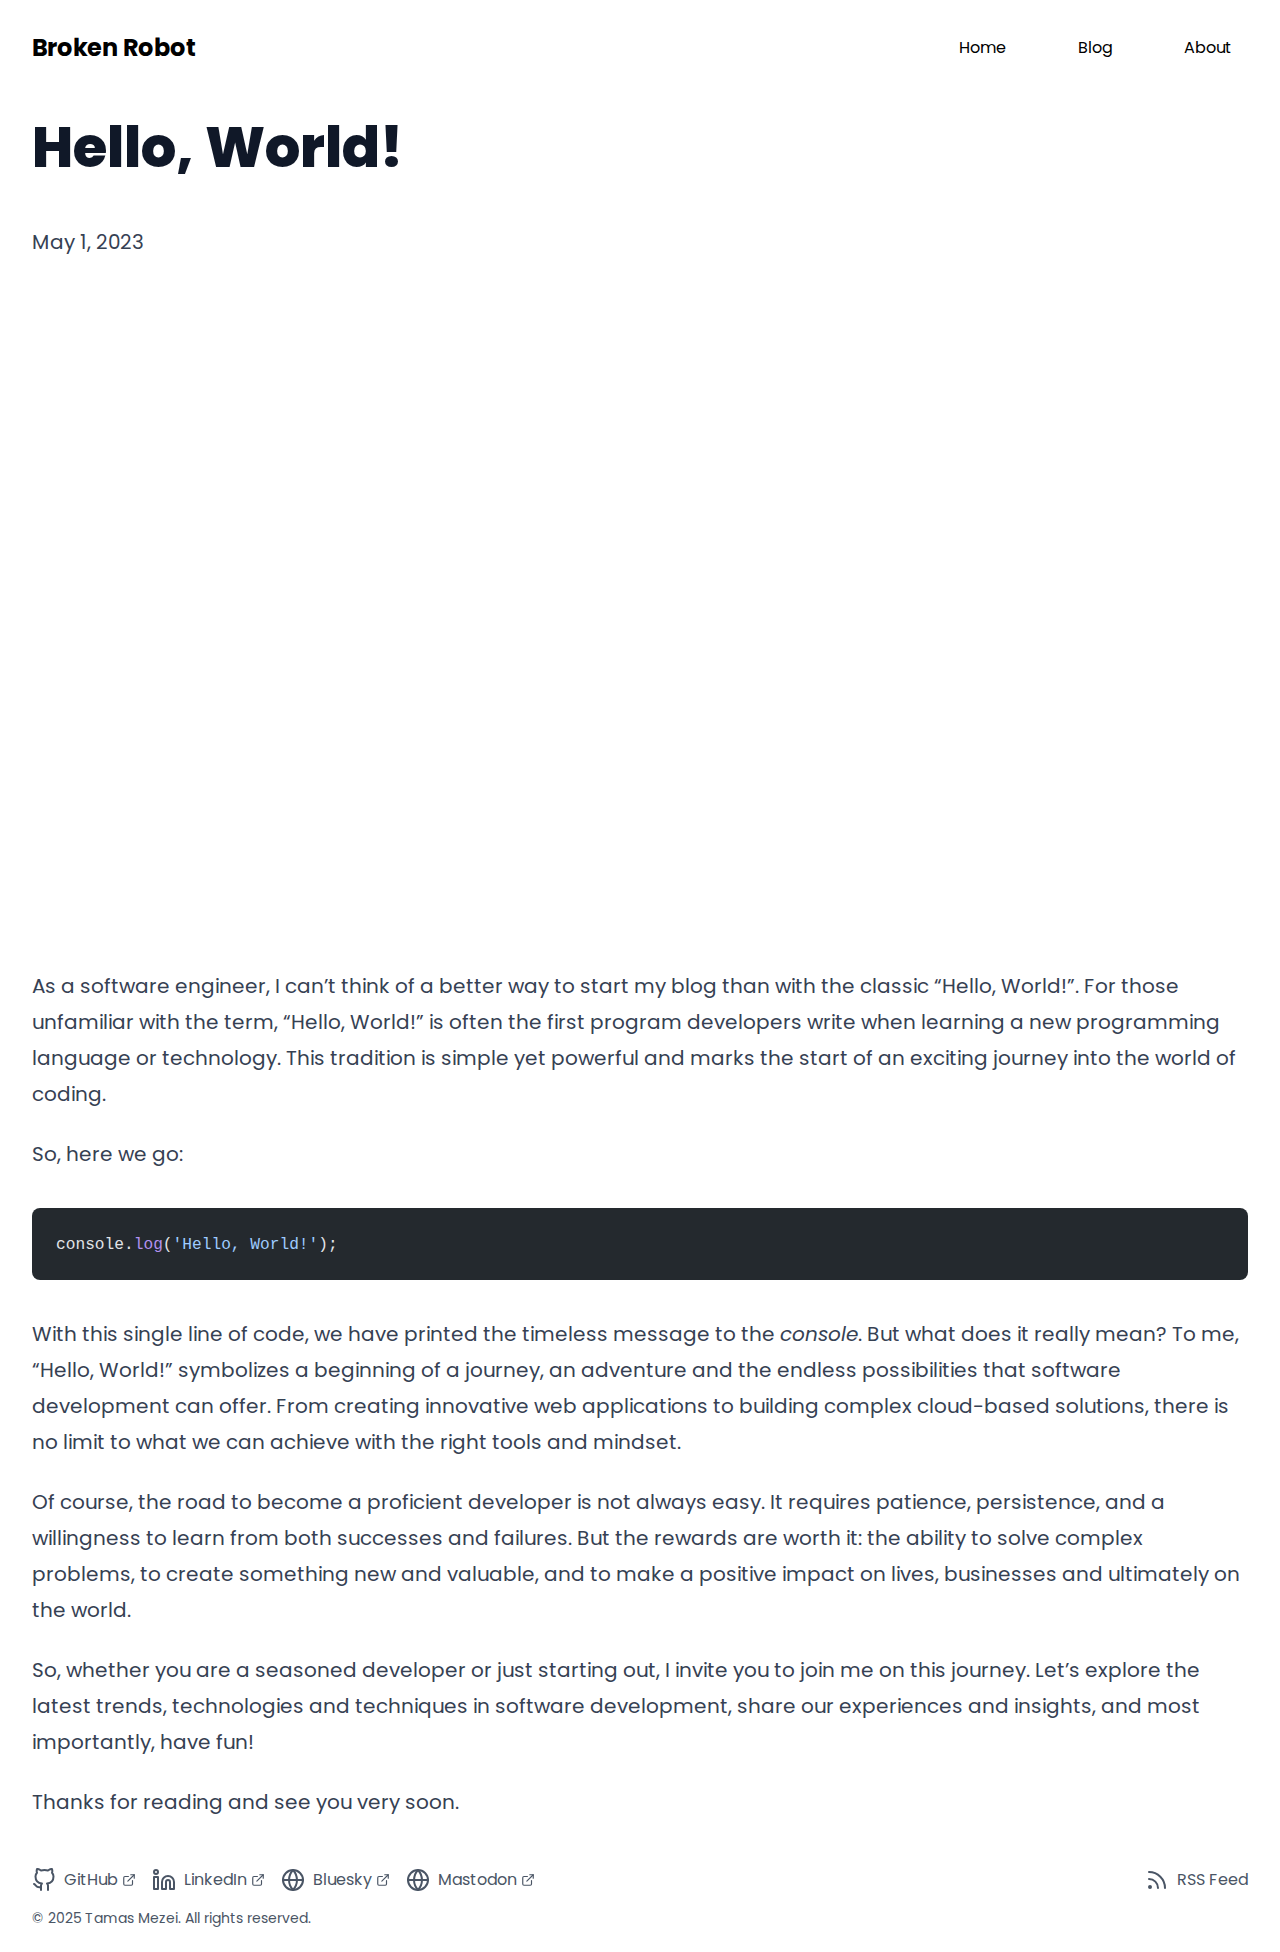 Broken Robot
Home
Blog
About
Hello, World!
May 1, 2023
As a software engineer, I can’t think of a better way to start my blog than with the classic “Hello, World!”. For those
unfamiliar with the term, “Hello, World!” is often the first program developers write when learning a new programming
language or technology. This tradition is simple yet powerful and marks the start of an exciting journey into the world of
coding.
So, here we go:
console.log('Hello, World!');
With this single line of code, we have printed the timeless message to the console. But what does it really mean? To me,
“Hello, World!” symbolizes a beginning of a journey, an adventure and the endless possibilities that software
development can offer. From creating innovative web applications to building complex cloud-based solutions, there is
no limit to what we can achieve with the right tools and mindset.
Of course, the road to become a proficient developer is not always easy. It requires patience, persistence, and a
willingness to learn from both successes and failures. But the rewards are worth it: the ability to solve complex
problems, to create something new and valuable, and to make a positive impact on lives, businesses and ultimately on
the world.
So, whether you are a seasoned developer or just starting out, I invite you to join me on this journey. Let’s explore the
latest trends, technologies and techniques in software development, share our experiences and insights, and most
importantly, have fun!
Thanks for reading and see you very soon.
GitHub
LinkedIn
Bluesky
Mastodon
RSS Feed
© 2025 Tamas Mezei. All rights reserved.